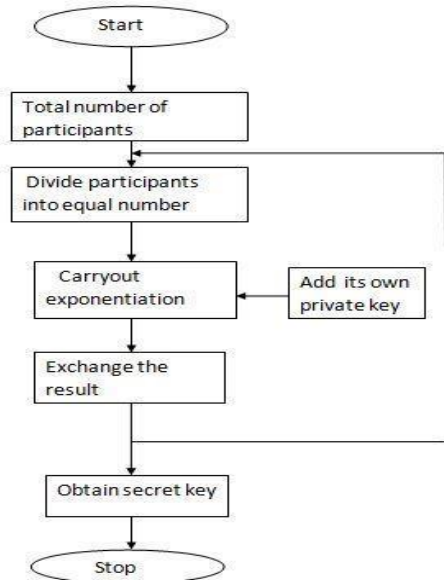 Start
Total number of
participants
Divide participants
into equal number
Carryout
exponentiation
Add its own
private key
Exchange the
result
Obtain secret key
Stop